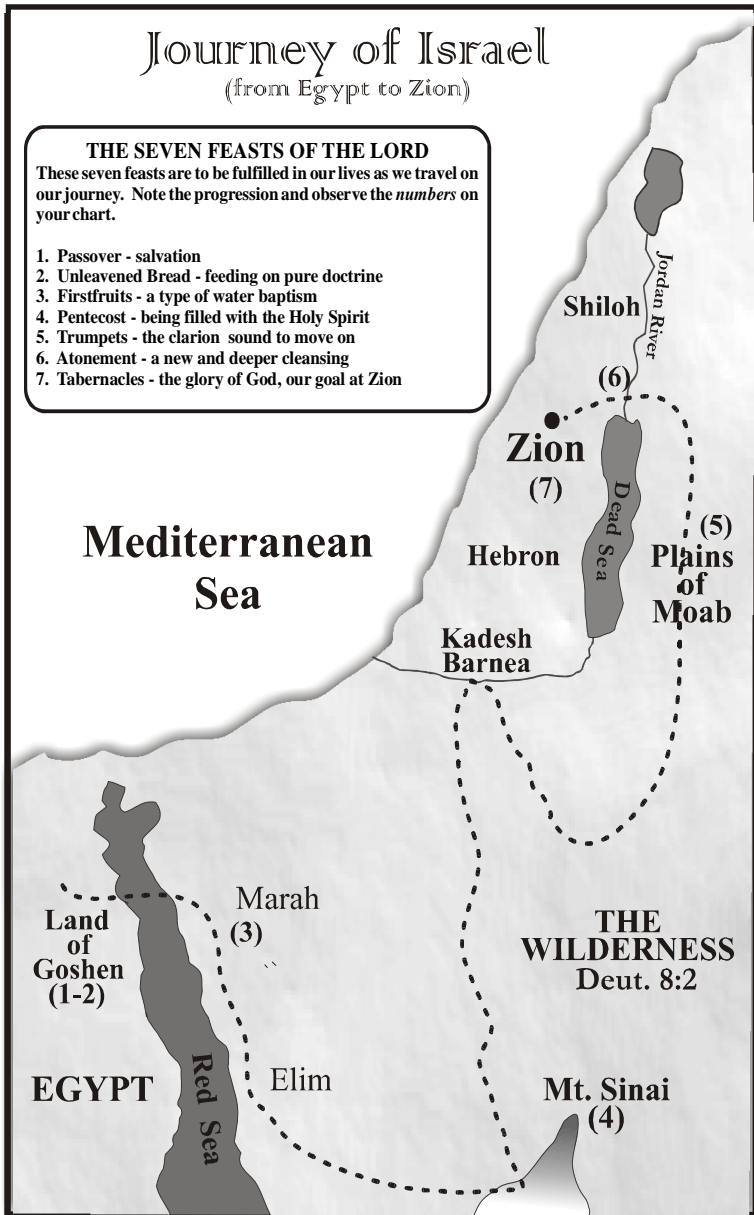 Journey of Israel
(from Egypt to Zion)
THE SEVEN FEASTS OF THE LORD
These seven feasts are to be fulfilled in our lives as we travel on
our journey. Note the progression and observe the numbers on
your chart.
1. Passover - salvation
2. Unleavened Bread - feeding on pure doctrine
3. Firstfruits - a type of water baptism
4. Pentecost - being filled with the Holy Spirit
5. Trumpets - the clarion sound to move on
6. Atonement - a new and deeper cleansing
7. Tabernacles - the glory of God, our goal at Zion
Jordan River
Shiloh
(6)
Zion
(7)
Dead Sea
(5)
Plains
of
Moab
Mediterranean
Sea
Hebron
Kadesh
Barnea
Marah
(3)
Land
of
Goshen
(1-2)
THE
WILDERNESS
Deut. 8:2
EGYPT
Red Sea
Elim
Mt. Sinai
(4)